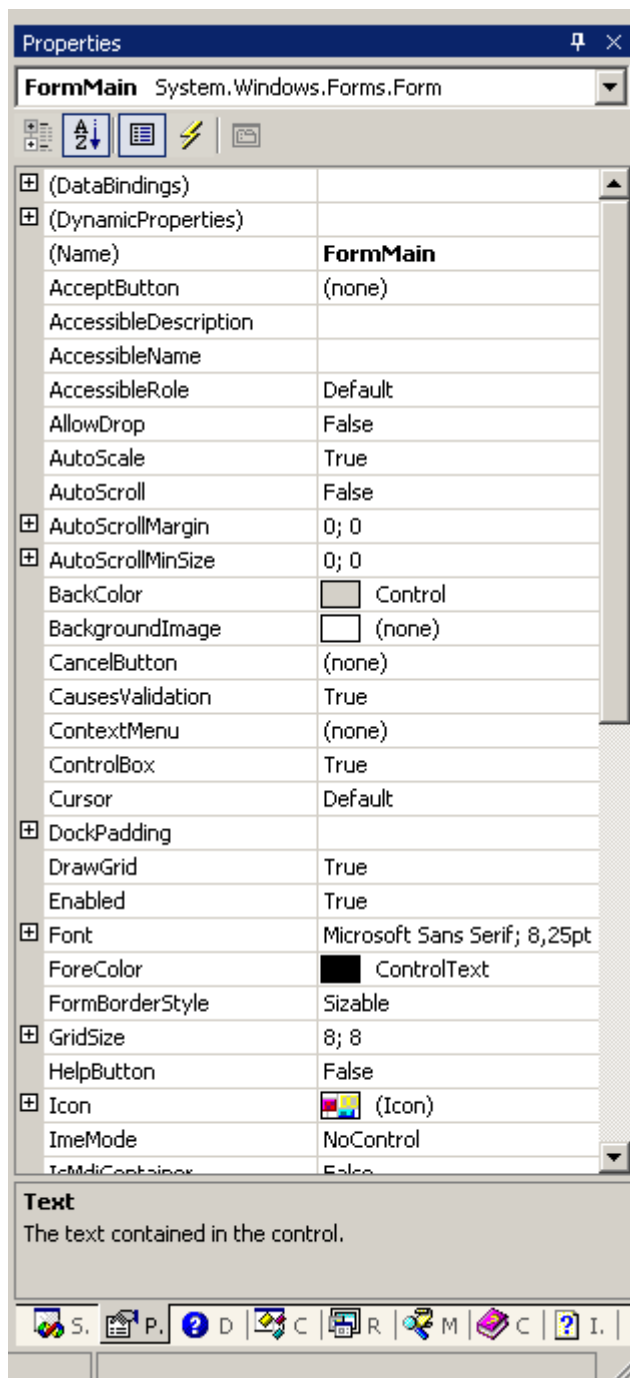 Properties
FormMain System.Windows.Forms.Form
(DataBindings)
(DynamicProperties)
(Name) FormMain
AcceptButton (none)
AccessibleDescription
AccessibleName
AccessibleRole Default
AllowDrop False
AutoScale True
AutoScroll False
AutoScrollMargin 0; 0
AutoScrollMinSize 0; 0
BackColor Control
BackgroundImage (none)
CancelButton (none)
CausesValidation True
ContextMenu (none)
ControlBox True
Cursor Default
DockPadding
DrawGrid True
Enabled True
Font Microsoft Sans Serif; 8,25pt
ForeColor ControlText
FormBorderStyle Sizable
GridSize 8; 8
HelpButton False
Icon (Icon)
ImeMode NoControl
IsMdiContainer False
Text
The text contained in the control.
S. P. D C R M C I.